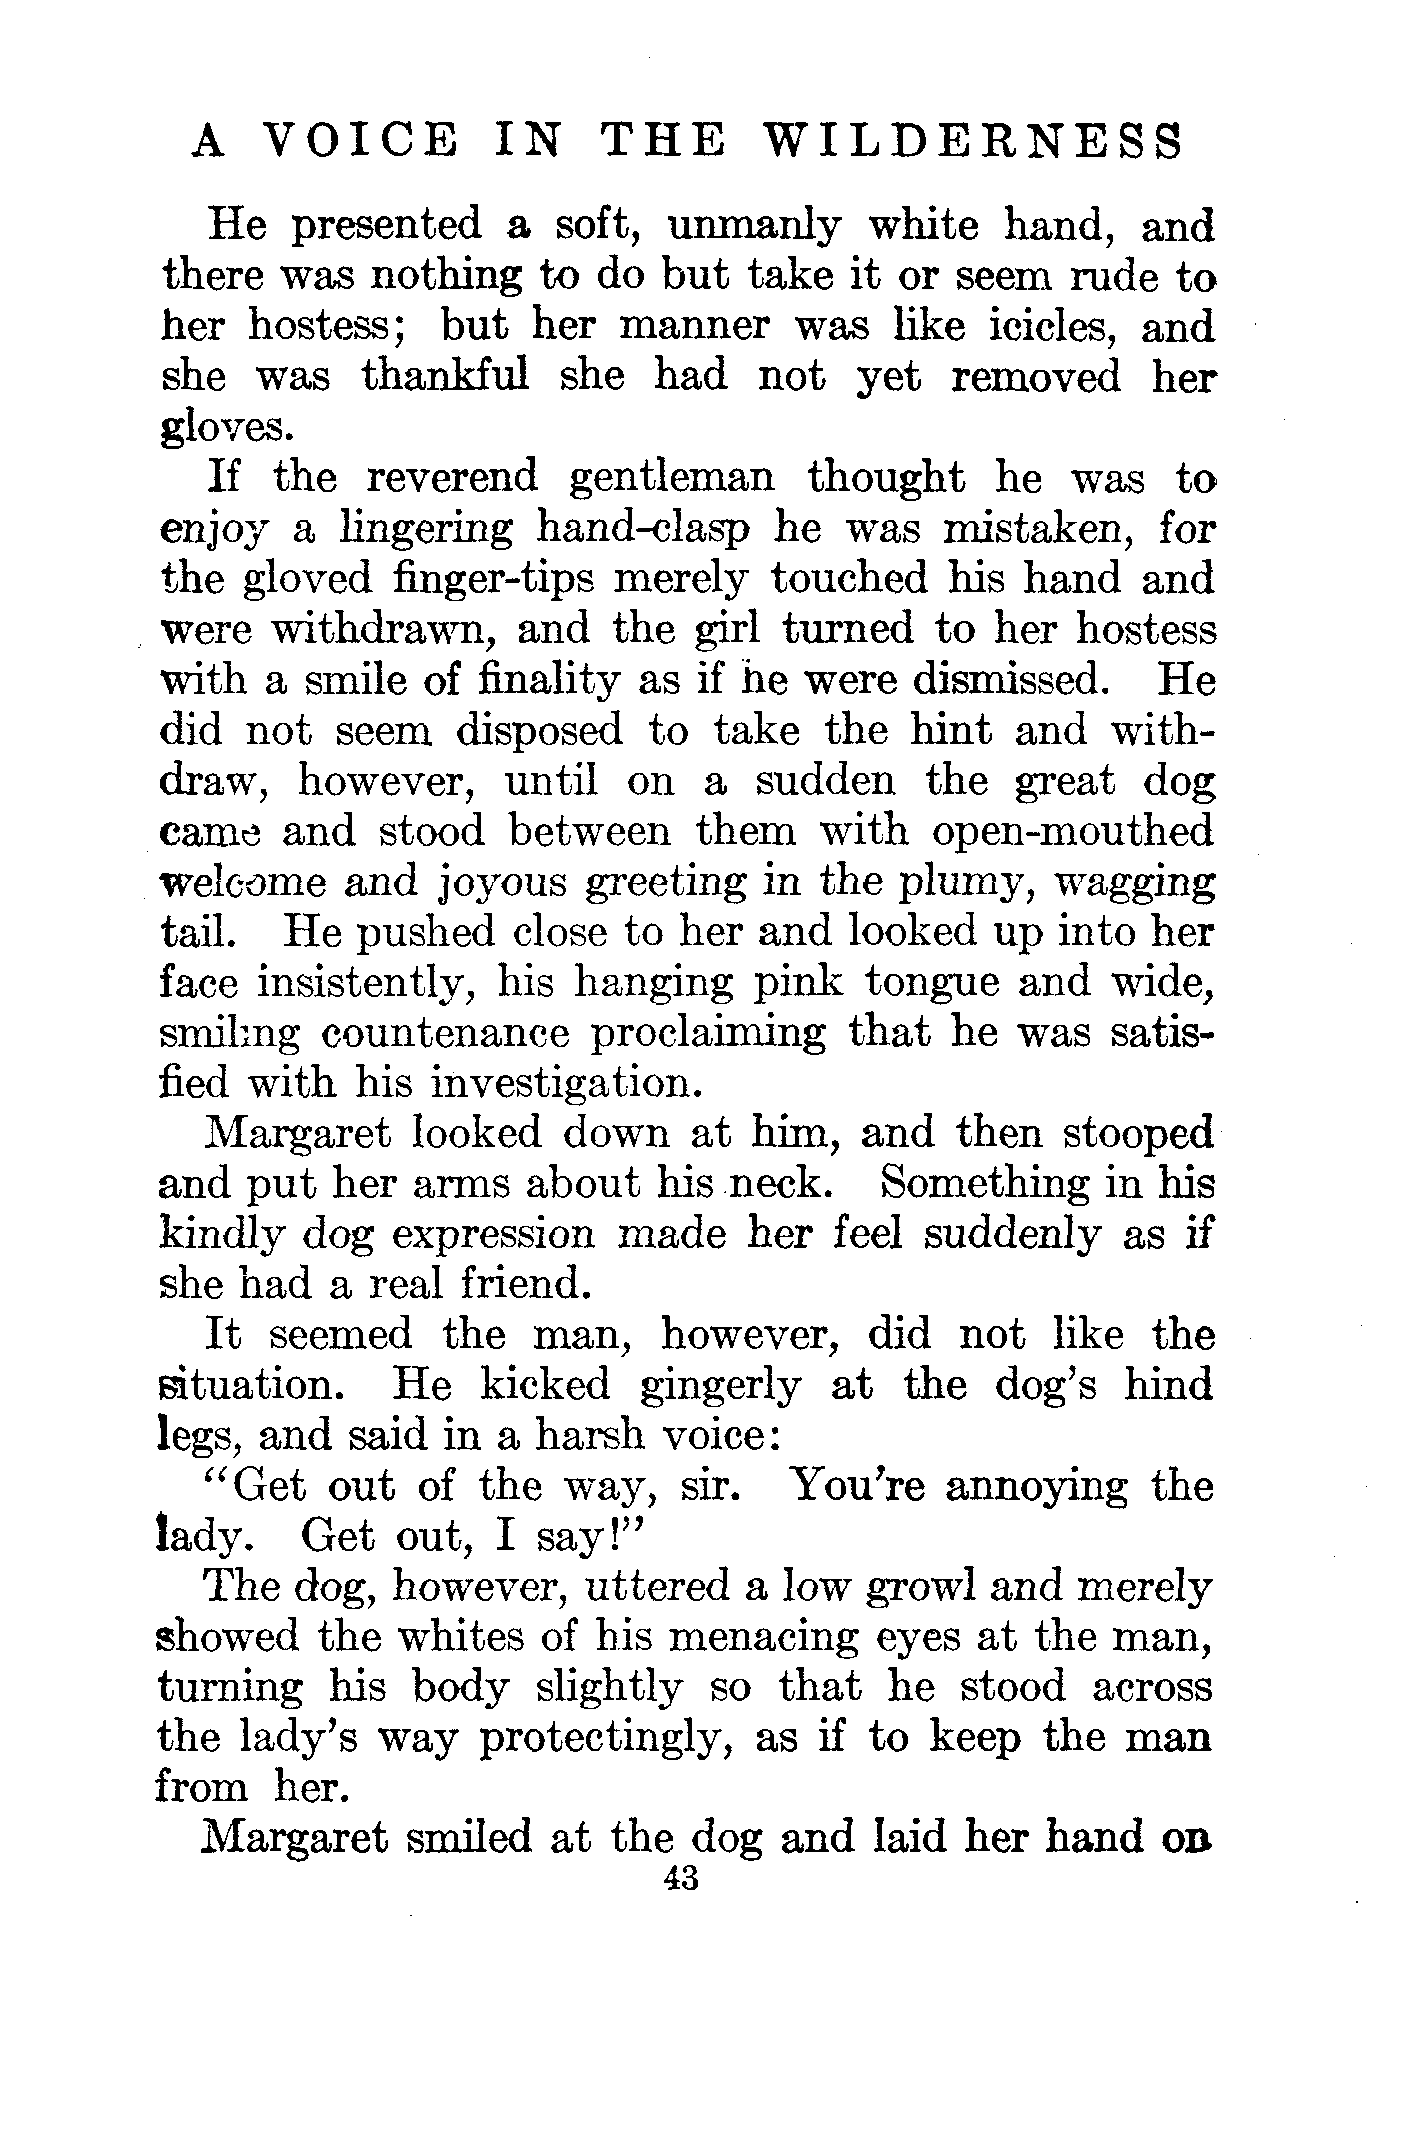 A VOICE IN THE WILDERNESS
He presented a soft, unmanly white hand, and
there was nothing to do but take it or seem rude to
her hostess; but her manner was like icicles, and
she was thankful she had not yet removed her
gloves.
If the reverend gentleman thought he was to
enjoy a lingering hand-clasp he was mistaken, for
the gloved finger-tips merely touched his hand and
were withdrawn, and the girl turned to her hostess
with a smile of finality as if he were dismissed. He
did not seem disposed to take the hint and with-
draw, however, until on a sudden the great dog
came and stood between them with open-mouthed
welcome and joyous greeting in the plumy, wagging
tail. He pushed close to her and looked up into her
face insistently, his hanging pink tongue and wide,
smiling countenance proclaiming that he was satis-
fied with his investigation.
Margaret looked down at him, and then stooped
and put her arms about his neck. Something in his
kindly dog expression made her feel suddenly as if
she had a real friend.
It seemed the man, however, did not like the
situation. He kicked gingerly at the dog's hind
legs, and said in a harsh voice:
"Get out of the way, sir. You're annoying the
lady. Get out, I say!"
The dog, however, uttered a low growl and merely
showed the whites of his menacing eyes at the man,
turning his body slightly so that he stood across
the lady's way protectingly, as if to keep the man
from her.
Margaret smiled at the dog and laid her hand on
43